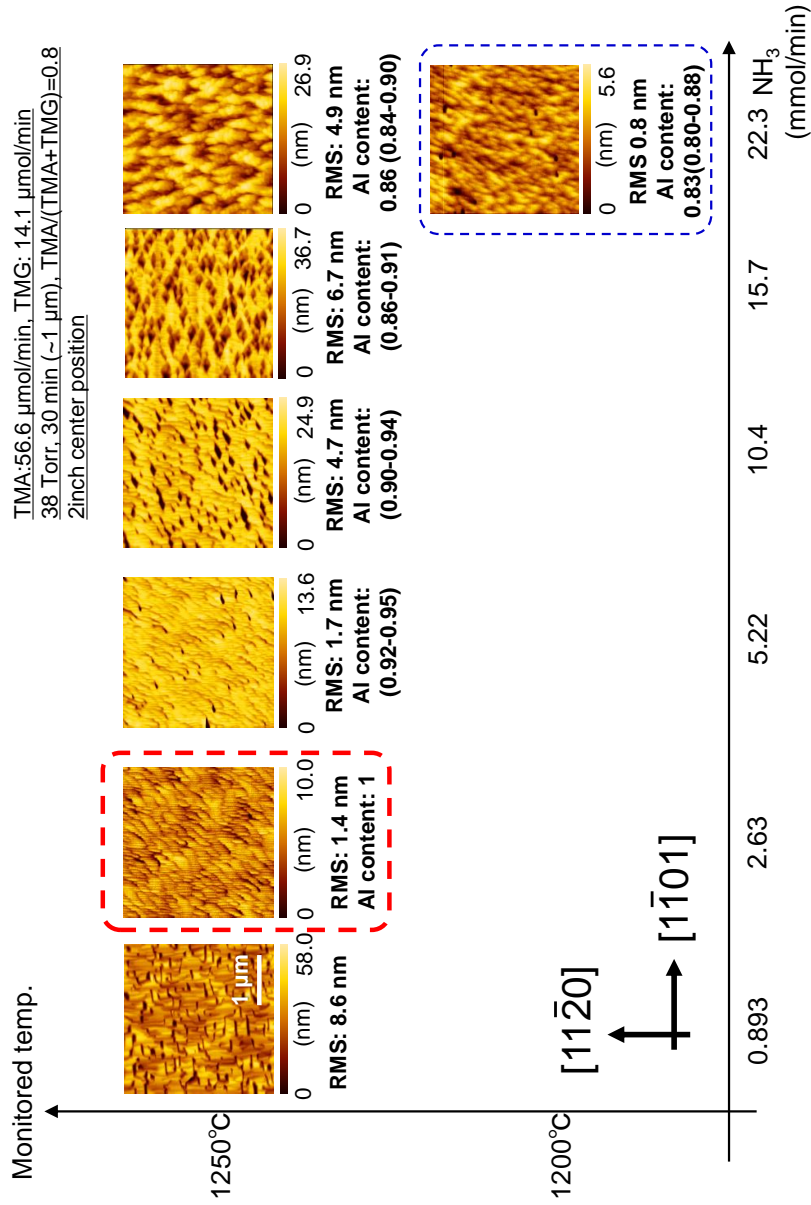 Monitored temp.
TMA:56.6 μmol/min, TMG: 14.1 μmol/min
38 Torr, 30 min (~1 μm), TMA/(TMA+TMG)=0.8
2inch center position
1250℃
1 μm
0 (nm) 58.0
RMS: 8.6 nm
0 (nm) 10.0
RMS: 1.4 nm
Al content: 1
0 (nm) 13.6
RMS: 1.7 nm
Al content:
(0.92-0.95)
0 (nm) 24.9
RMS: 4.7 nm
Al content:
(0.90-0.94)
0 (nm) 36.7
RMS: 6.7 nm
Al content:
(0.86-0.91)
0 (nm) 26.9
RMS: 4.9 nm
Al content:
0.86 (0.84-0.90)
1200℃
0 (nm) 5.6
RMS 0.8 nm
Al content:
0.83(0.80-0.88)
[112̄0]
[11̄01]
0.893 2.63 5.22 10.4 15.7 22.3 NH₃
(mmol/min)